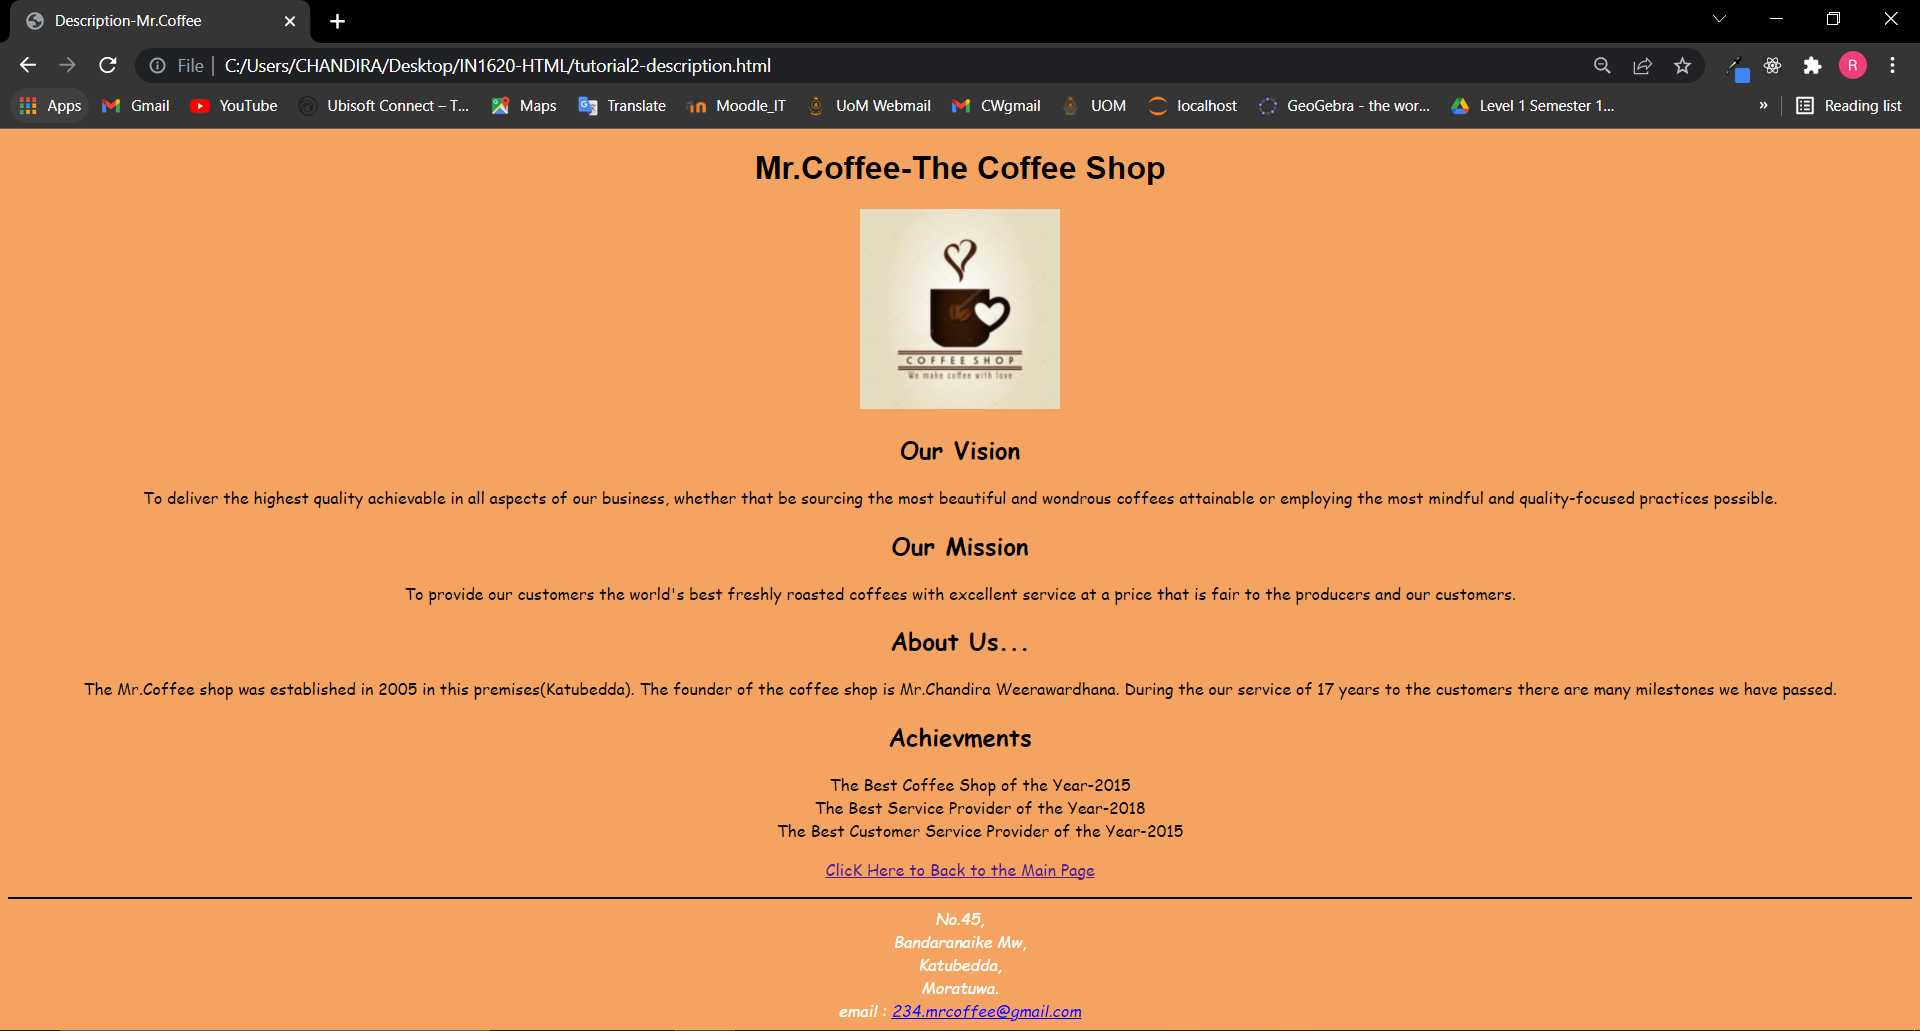 Description-Mr.Coffee
File | C:/Users/CHANDIRA/Desktop/IN1620-HTML/tutorial2-description.html
R
Apps Gmail YouTube Ubisoft Connect – T... Maps Translate Moodle_IT UoM Webmail CWgmail UOM localhost GeoGebra - the wor... Level 1 Semester 1... » Reading list
Mr.Coffee-The Coffee Shop
COFFEE SHOP
We make coffee with love
Our Vision
To deliver the highest quality achievable in all aspects of our business, whether that be sourcing the most beautiful and wondrous coffees attainable or employing the most mindful and quality-focused practices possible.
Our Mission
To provide our customers the world's best freshly roasted coffees with excellent service at a price that is fair to the producers and our customers.
About Us...
The Mr.Coffee shop was established in 2005 in this premises(Katubedda). The founder of the coffee shop is Mr.Chandira Weerawardhana. During the our service of 17 years to the customers there are many milestones we have passed.
Achievments
The Best Coffee Shop of the Year-2015
The Best Service Provider of the Year-2018
The Best Customer Service Provider of the Year-2015
ClicK Here to Back to the Main Page
No.45,
Bandaranaike Mw,
Katubedda,
Moratuwa.
email : 234.mrcoffee@gmail.com